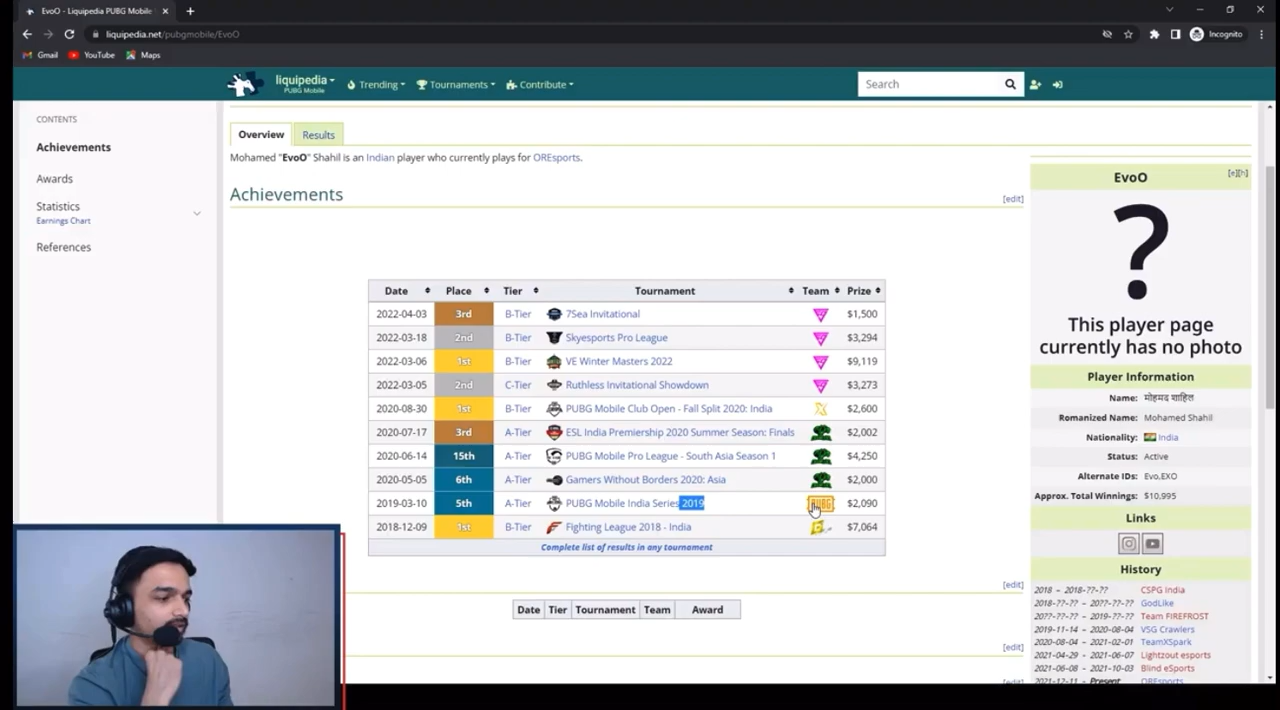 EvoO - Liquipedia PUBG Mobile
liquipedia.net/pubgmobile/EvoO
Incognito
Gmail YouTube Maps
liquipedia
PUBG Mobile
Trending Tournaments Contribute
Search
CONTENTS
Achievements
Awards
Statistics
Earnings Chart
References
Overview Results
Mohamed "EvoO" Shahil is an Indian player who currently plays for OREsports.
Achievements [edit]
Date Place Tier Tournament Team Prize
2022-04-03 3rd B-Tier 7Sea Invitational $1,500
2022-03-18 2nd B-Tier Skyesports Pro League $3,294
2022-03-06 1st B-Tier VE Winter Masters 2022 $9,119
2022-03-05 2nd C-Tier Ruthless Invitational Showdown $3,273
2020-08-30 1st B-Tier PUBG Mobile Club Open - Fall Split 2020: India $2,600
2020-07-17 3rd A-Tier ESL India Premiership 2020 Summer Season: Finals $2,002
2020-06-14 15th A-Tier PUBG Mobile Pro League - South Asia Season 1 $4,250
2020-05-05 6th A-Tier Gamers Without Borders 2020: Asia $2,000
2019-03-10 5th A-Tier PUBG Mobile India Series 2019 PUBG $2,090
2018-12-09 1st B-Tier Fighting League 2018 - India $7,064
Complete list of results in any tournament
[edit]
Date Tier Tournament Team Award
[edit]
[edit]
EvoO [e][h]
?
This player page
currently has no photo
Player Information
Name: मोहमद शाहिल
Romanized Name: Mohamed Shahil
Nationality: India
Status: Active
Alternate IDs: Evo,EXO
Approx. Total Winnings: $10,995
Links
History
2018 – 2018-??-?? CSPG India
2018-??-?? – 20??-??-?? GodLike
20??-??-?? – 2019-??-?? Team FIREFROST
2019-11-14 – 2020-08-04 VSG Crawlers
2020-08-04 – 2021-02-01 TeamXSpark
2021-04-29 – 2021-06-07 Lightzout esports
2021-06-08 – 2021-10-03 Blind eSports
2021-12-11 – Present OREsports